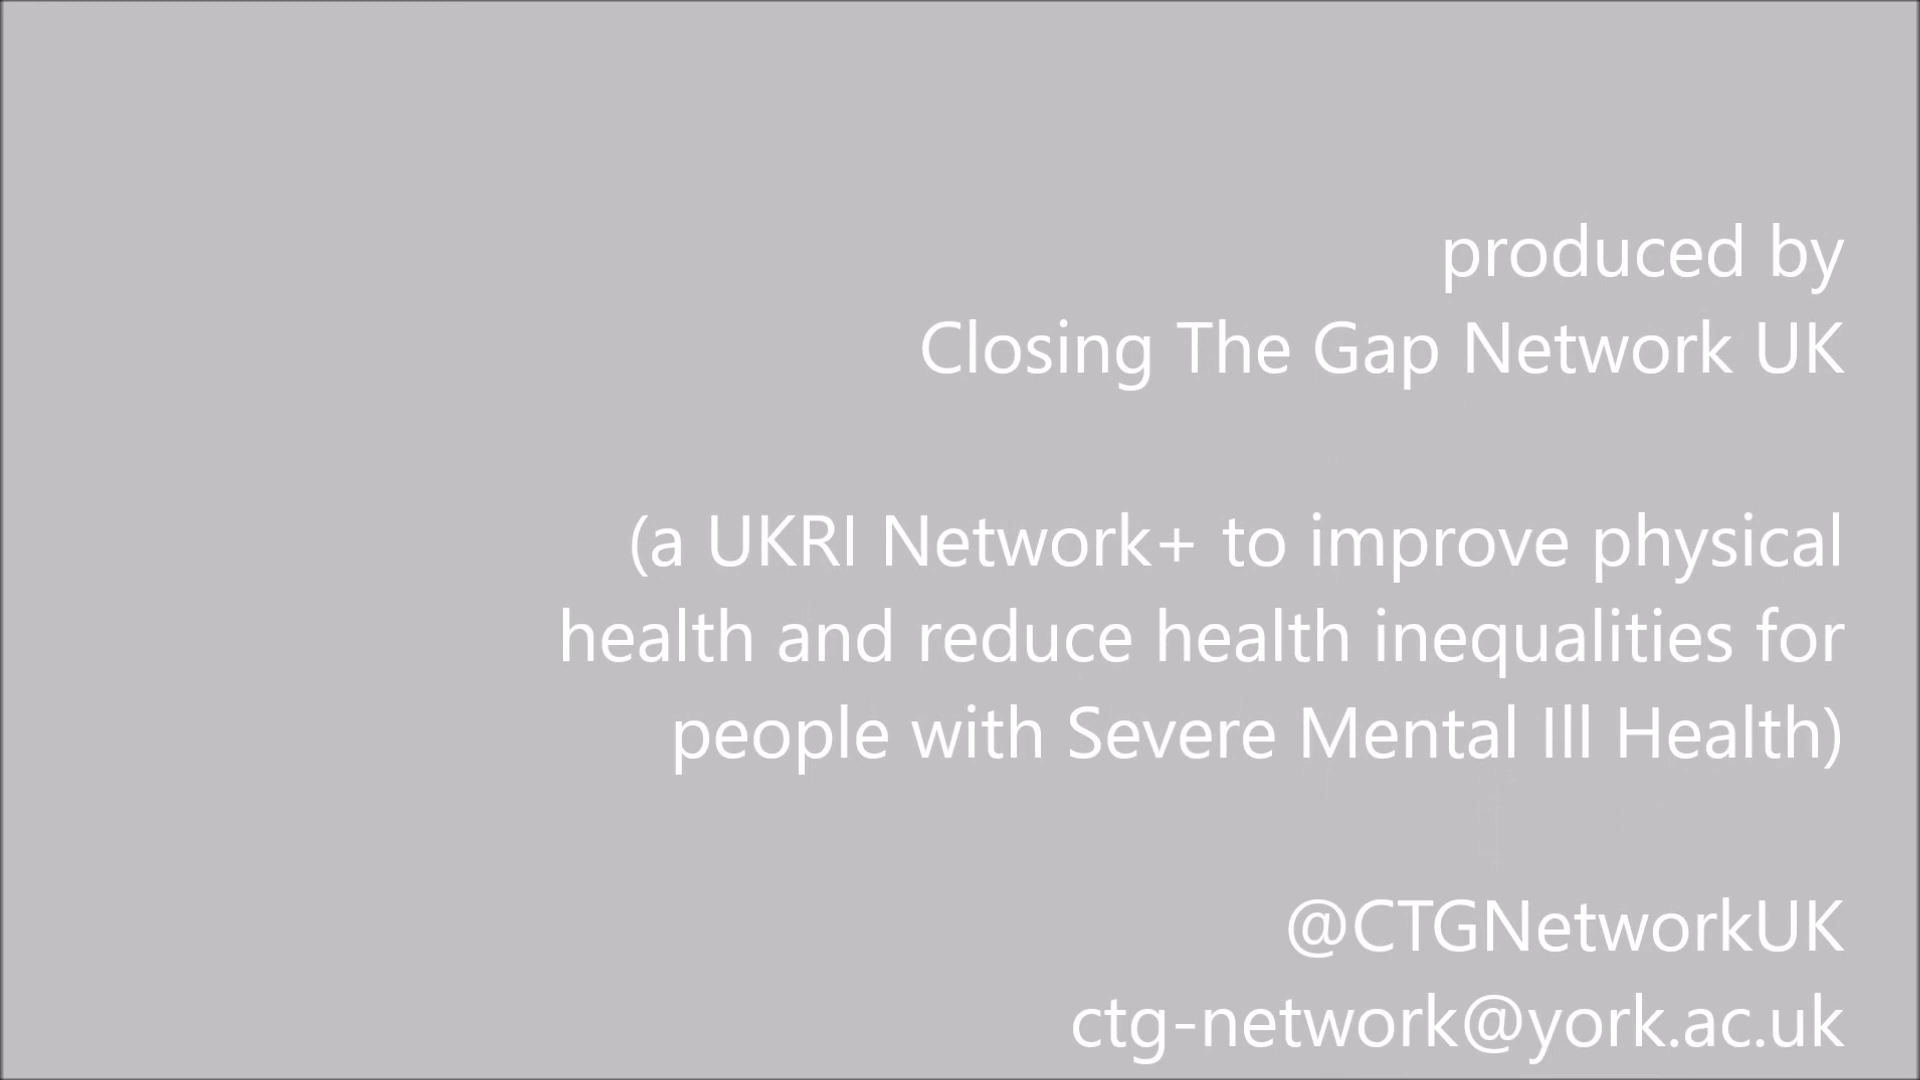 produced by
Closing The Gap Network UK
(a UKRI Network+ to improve physical
health and reduce health inequalities for
people with Severe Mental Ill Health)
@CTGNetworkUK
ctg-network@york.ac.uk